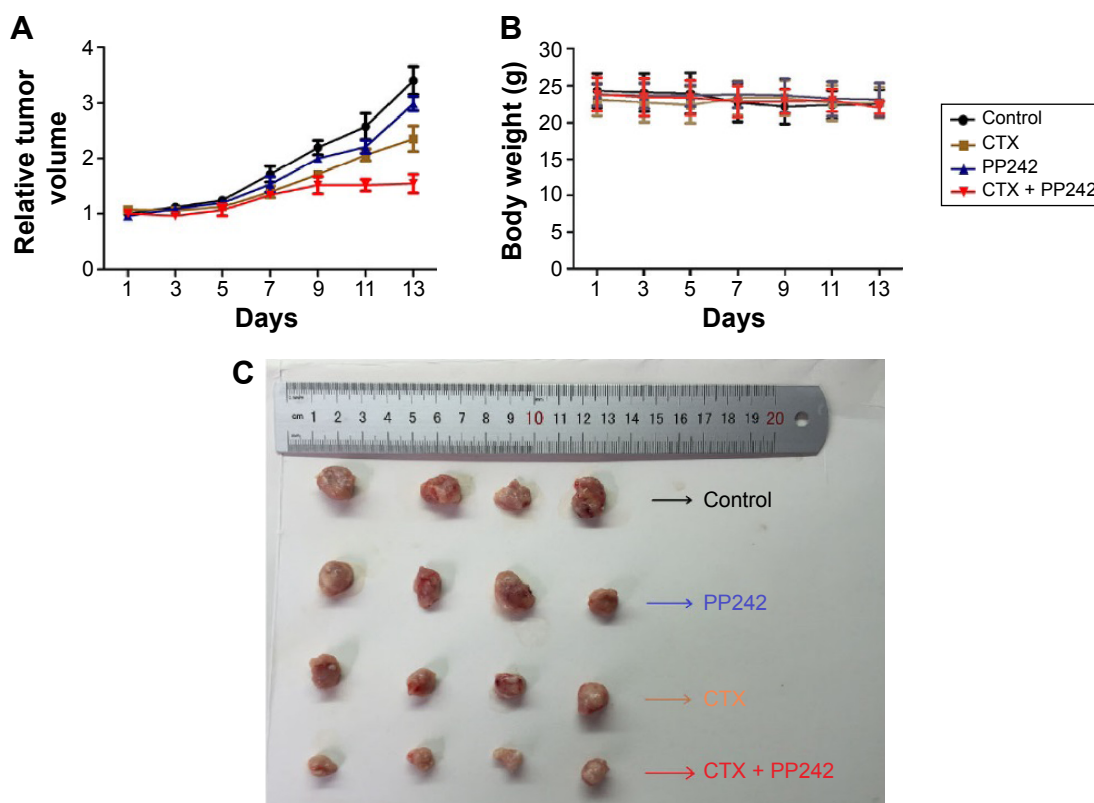 A
Relative tumor
volume
4
3
2
1
0
1 3 5 7 9 11 13
Days
B
Body weight (g)
30
25
20
15
10
5
0
1 3 5 7 9 11 13
Days
Control
CTX
PP242
CTX + PP242
C
cm 1 2 3 4 5 6 7 8 9 10 11 12 13 14 15 16 17 18 19 20
Control
PP242
CTX
CTX + PP242